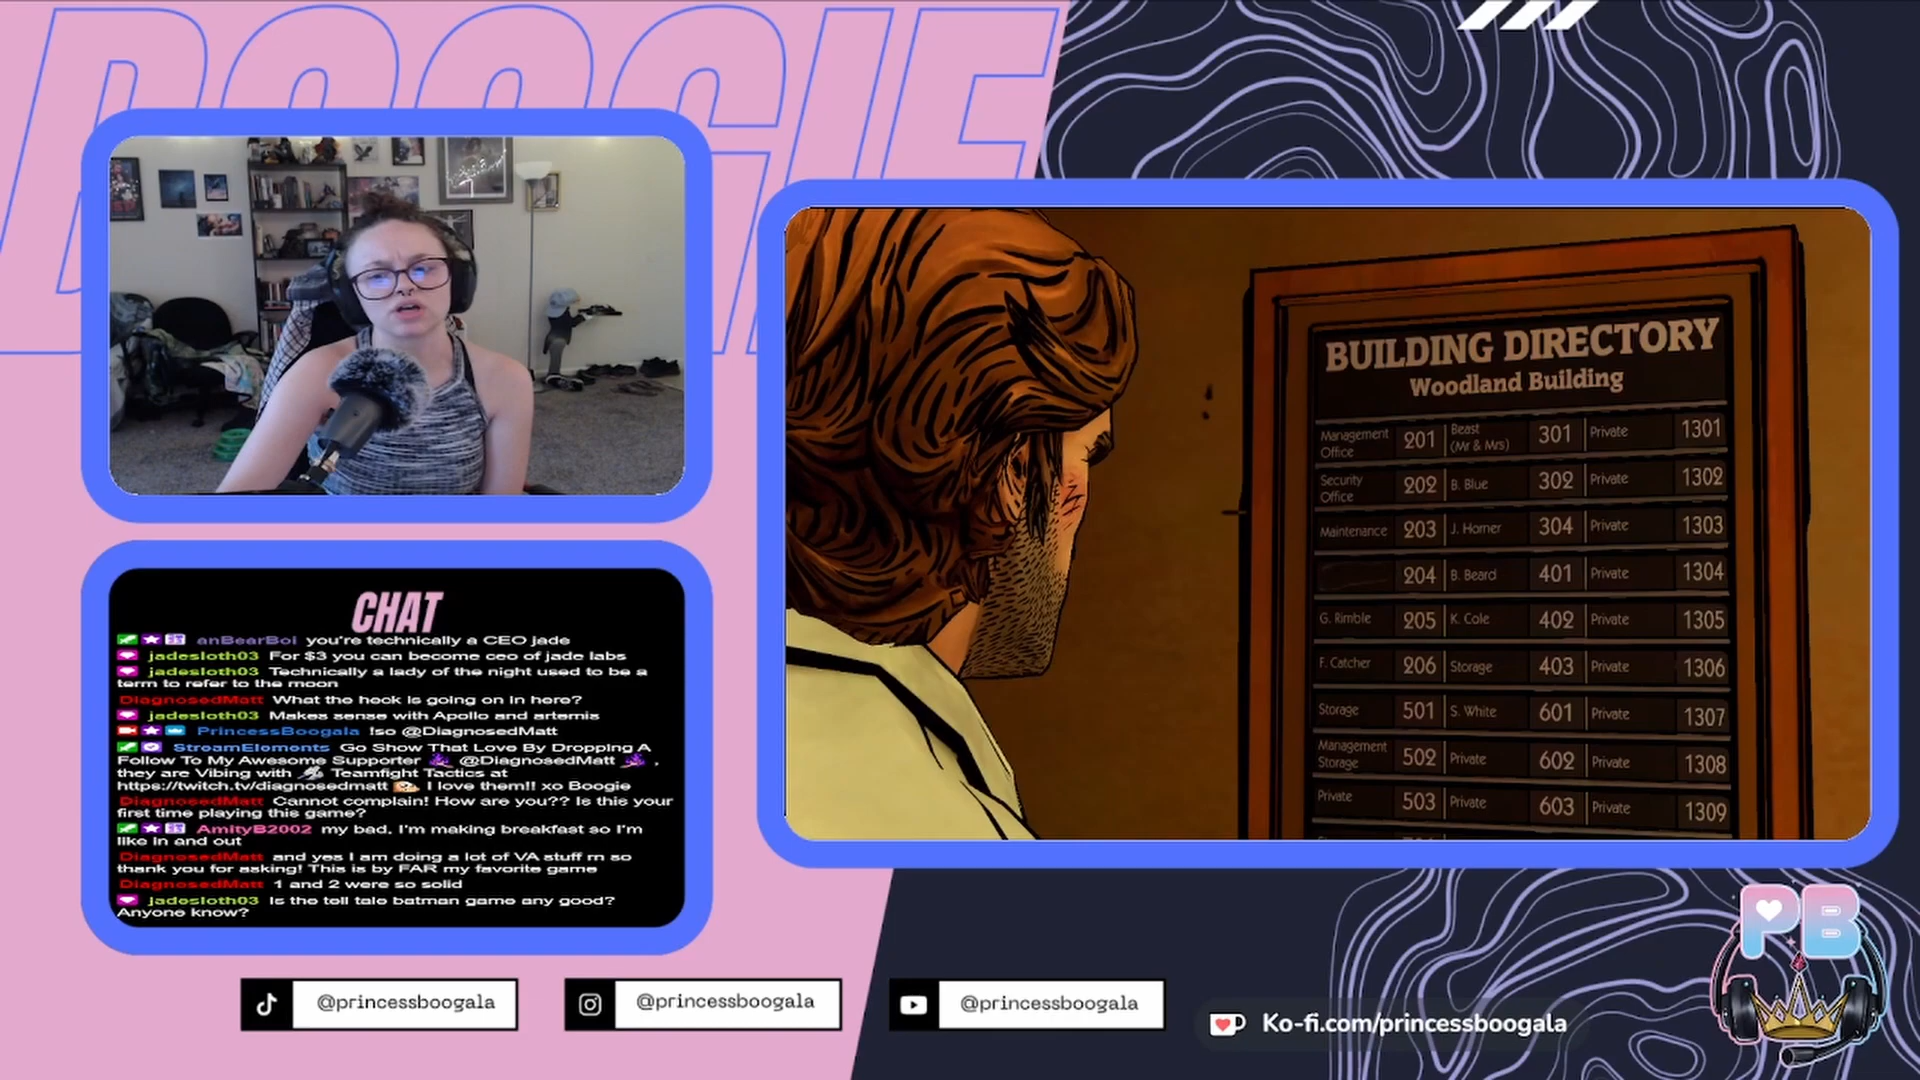 BOOGIE
CHAT
anBearBoi you're technically a CEO jade
jadesloth03 For $3 you can become ceo of jade labs
jadesloth03 Technically a lady of the night used to be a
term to refer to the moon
DiagnosedMatt What the heck is going on in here?
jadesloth03 Makes sense with Apollo and artemis
PrincessBoogala !so @DiagnosedMatt
StreamElements Go Show That Love By Dropping A
Follow To My Awesome Supporter @DiagnosedMatt ,
they are Vibing with Teamfight Tactics at
https://twitch.tv/diagnosedmatt I love them!! xo Boogie
DiagnosedMatt Cannot complain! How are you?? Is this your
first time playing this game?
AmityB2002 my bad, I'm making breakfast so I'm
like in and out
DiagnosedMatt and yes I am doing a lot of VA stuff rn so
thank you for asking! This is by FAR my favorite game
DiagnosedMatt 1 and 2 were so solid
jadesloth03 Is the tell tale batman game any good?
Anyone know?
BUILDING DIRECTORY
Woodland Building
Management Office 201 Beast (Mr & Mrs) 301 Private 1301
Security Office 202 B. Blue 302 Private 1302
Maintenance 203 J. Horner 304 Private 1303
204 B. Beard 401 Private 1304
G. Rimble 205 K. Cole 402 Private 1305
F. Catcher 206 Storage 403 Private 1306
Storage 501 S. White 601 Private 1307
Management Storage 502 Private 602 Private 1308
Private 503 Private 603 Private 1309
@princessboogala
@princessboogala
@princessboogala
Ko-fi.com/princessboogala
PB